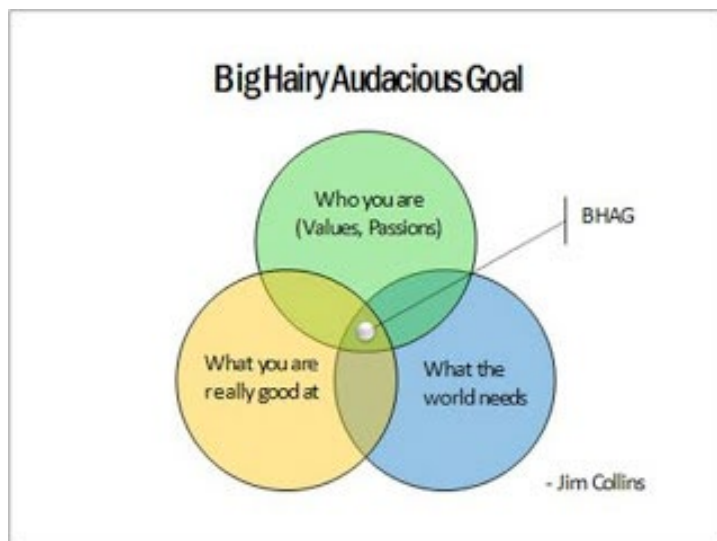 Big Hairy Audacious Goal
Who you are
(Values, Passions)
BHAG
What you are
really good at
What the
world needs
- Jim Collins